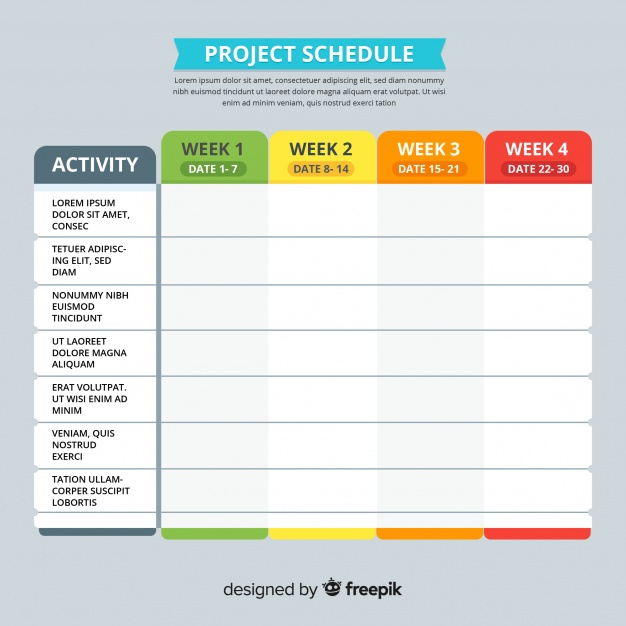 PROJECT SCHEDULE
Lorem ipsum dolor sit amet, consectetuer adipiscing elit, sed diam nonummy
nibh euismod tincidunt ut laoreet dolore magna aliquam erat volutpat. Ut wisi
enim ad minim veniam, quis nostrud exerci tation
ACTIVITY
WEEK 1
DATE 1- 7
WEEK 2
DATE 8- 14
WEEK 3
DATE 15- 21
WEEK 4
DATE 22- 30
LOREM IPSUM
DOLOR SIT AMET,
CONSEC
TETUER ADIPISC-
ING ELIT, SED
DIAM
NONUMMY NIBH
EUISMOD
TINCIDUNT
UT LAOREET
DOLORE MAGNA
ALIQUAM
ERAT VOLUTPAT.
UT WISI ENIM AD
MINIM
VENIAM, QUIS
NOSTRUD
EXERCI
TATION ULLAM-
CORPER SUSCIPIT
LOBORTIS
designed by freepik